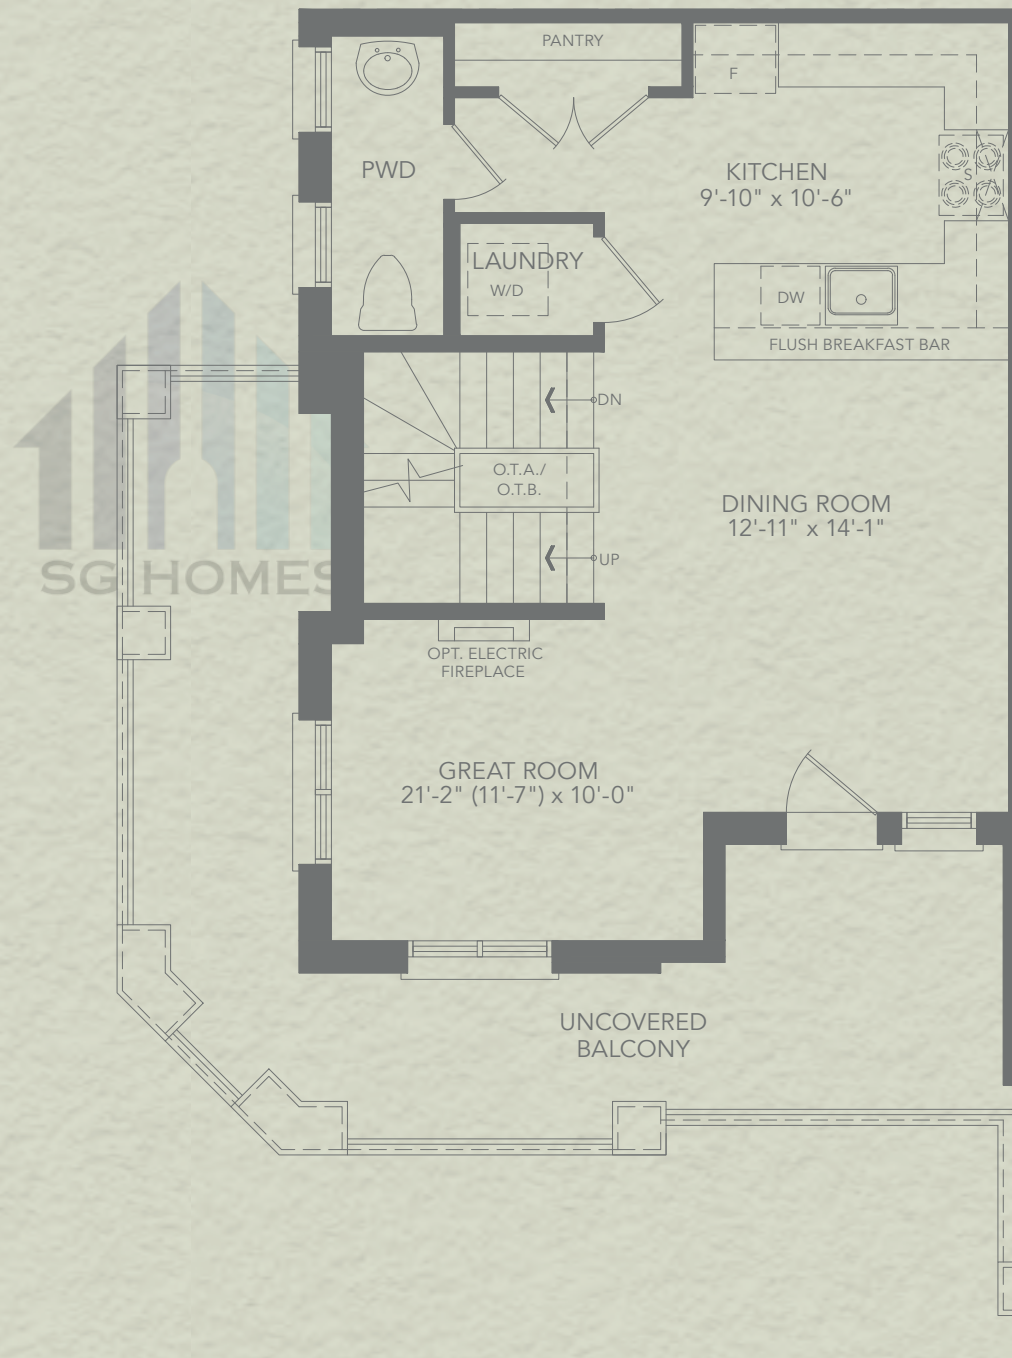 PANTRY
F
PWD
KITCHEN
9'-10" x 10'-6"
S
LAUNDRY
W/D
DW
FLUSH BREAKFAST BAR
DN
O.T.A./
O.T.B.
DINING ROOM
12'-11" x 14'-1"
UP
SG HOMES
OPT. ELECTRIC
FIREPLACE
GREAT ROOM
21'-2" (11'-7") x 10'-0"
UNCOVERED
BALCONY